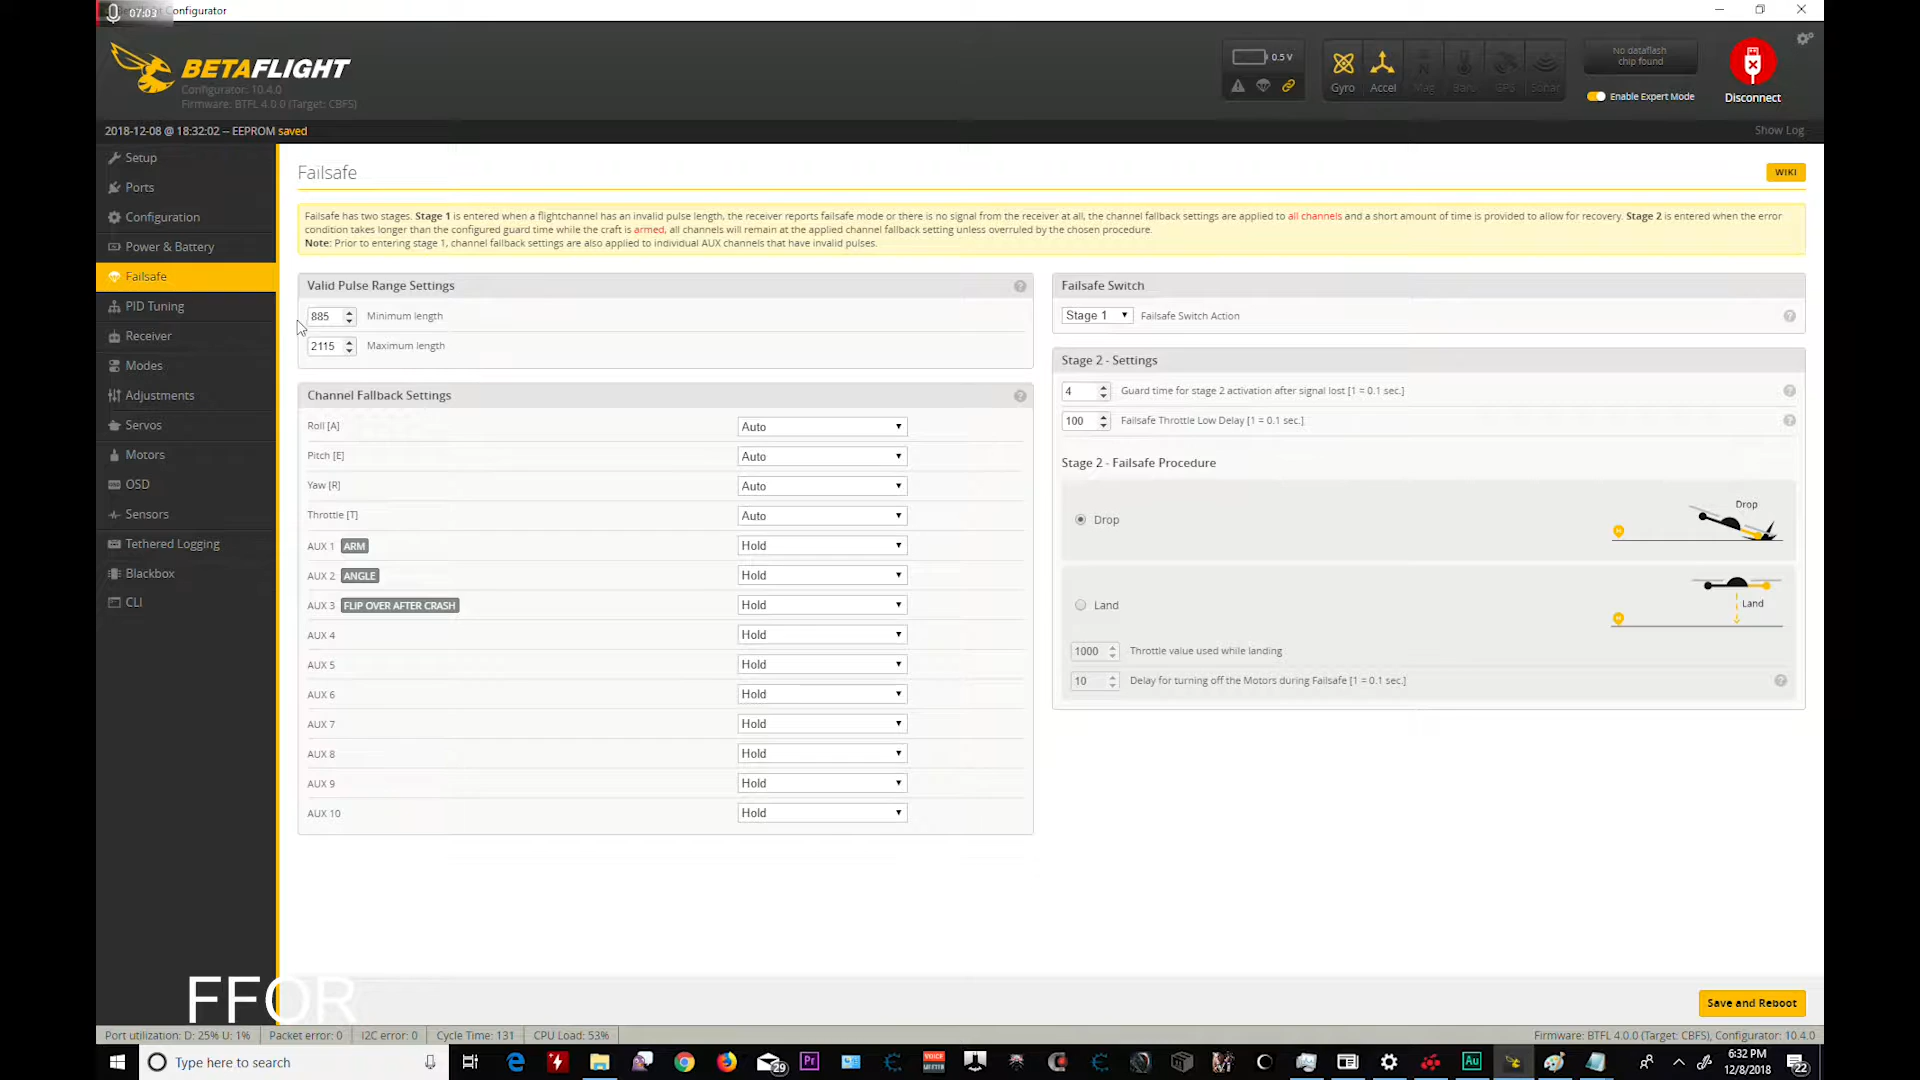 07:03
Configurator
BETAFLIGHT
Configurator: 10.4.0
Firmware: BTFL 4.0.0 (Target: CBFS)
0.5 V
Gyro
Accel
Mag
Baro
GPS
Sonar
No dataflash
chip found
Enable Expert Mode
Disconnect
2018-12-08 @ 18:32:02 -- EEPROM saved
Show Log
Setup
Ports
Configuration
Power & Battery
Failsafe
PID Tuning
Receiver
Modes
Adjustments
Servos
Motors
OSD
Sensors
Tethered Logging
Blackbox
CLI
Failsafe
WIKI
Failsafe has two stages. Stage 1 is entered when a flightchannel has an invalid pulse length, the receiver reports failsafe mode or there is no signal from the receiver at all, the channel fallback settings are applied to all channels and a short amount of time is provided to allow for recovery. Stage 2 is entered when the error
condition takes longer than the configured guard time while the craft is armed, all channels will remain at the applied channel fallback setting unless overruled by the chosen procedure.
Note: Prior to entering stage 1, channel fallback settings are also applied to individual AUX channels that have invalid pulses.
Valid Pulse Range Settings
885 Minimum length
2115 Maximum length
Channel Fallback Settings
Roll [A] Auto
Pitch [E] Auto
Yaw [R] Auto
Throttle [T] Auto
AUX 1 ARM Hold
AUX 2 ANGLE Hold
AUX 3 FLIP OVER AFTER CRASH Hold
AUX 4 Hold
AUX 5 Hold
AUX 6 Hold
AUX 7 Hold
AUX 8 Hold
AUX 9 Hold
AUX 10 Hold
Failsafe Switch
Stage 1 Failsafe Switch Action
Stage 2 - Settings
4 Guard time for stage 2 activation after signal lost [1 = 0.1 sec.]
100 Failsafe Throttle Low Delay [1 = 0.1 sec.]
Stage 2 - Failsafe Procedure
Drop
Drop
Land
Land
1000 Throttle value used while landing
10 Delay for turning off the Motors during Failsafe [1 = 0.1 sec.]
FFOR
Save and Reboot
Port utilization: D: 25% U: 1% Packet error: 0 I2C error: 0 Cycle Time: 131 CPU Load: 53%
Firmware: BTFL 4.0.0 (Target: CBFS), Configurator: 10.4.0
Type here to search
29
Pr
Au
6:32 PM
12/8/2018
22